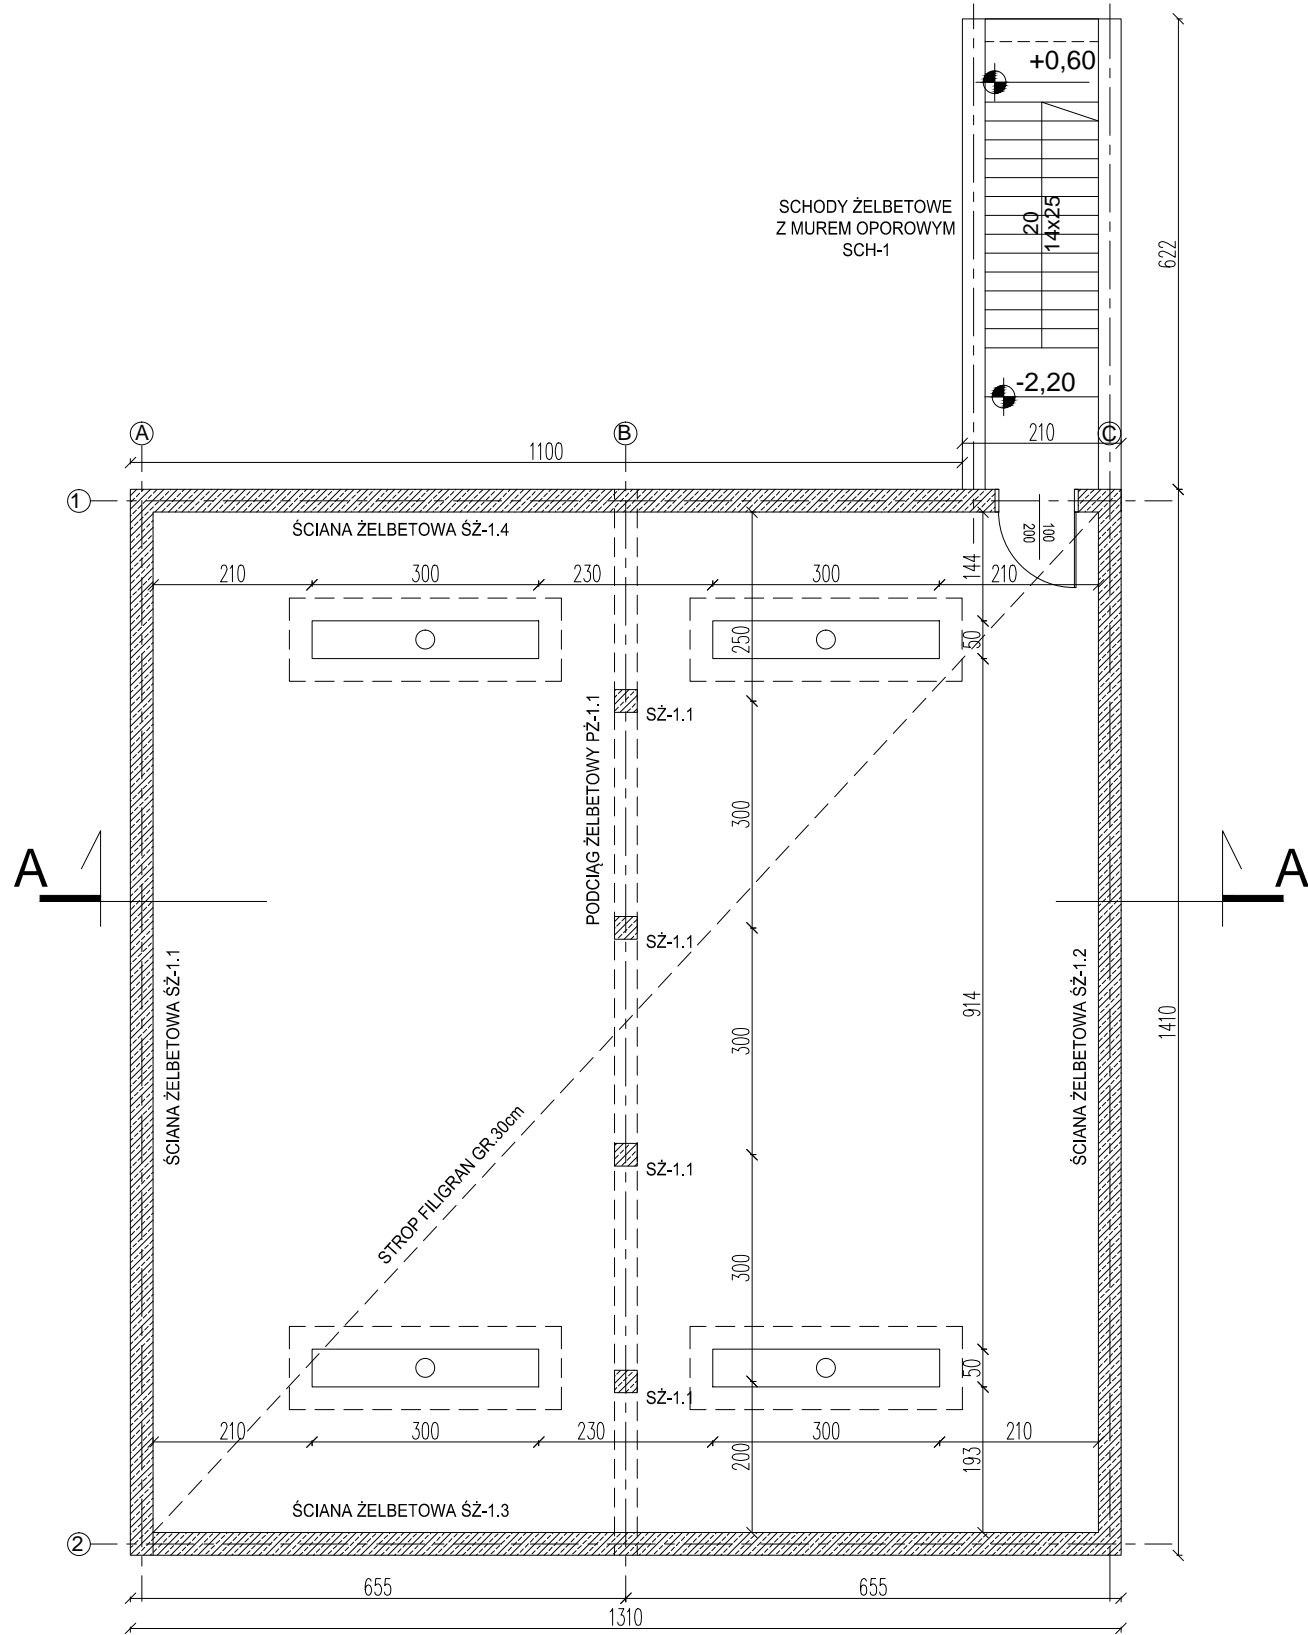 +0,60
SCHODY ŻELBETOWE
Z MUREM OPOROWYM
SCH-1
20
14x25
622
-2,20
A
B
C
1100
210
1
ŚCIANA ŻELBETOWA ŚŻ-1.4
100
200
144
210
300
230
300
210
250
50
SŻ-1.1
PODCIĄG ŻELBETOWY PŻ-1.1
300
A
A
SŻ-1.1
ŚCIANA ŻELBETOWA ŚŻ-1.1
ŚCIANA ŻELBETOWA ŚŻ-1.2
914
1410
300
STROP FILIGRAN GR.30cm
SŻ-1.1
300
50
SŻ-1.1
210
300
230
300
210
200
193
ŚCIANA ŻELBETOWA ŚŻ-1.3
2
655
655
1310